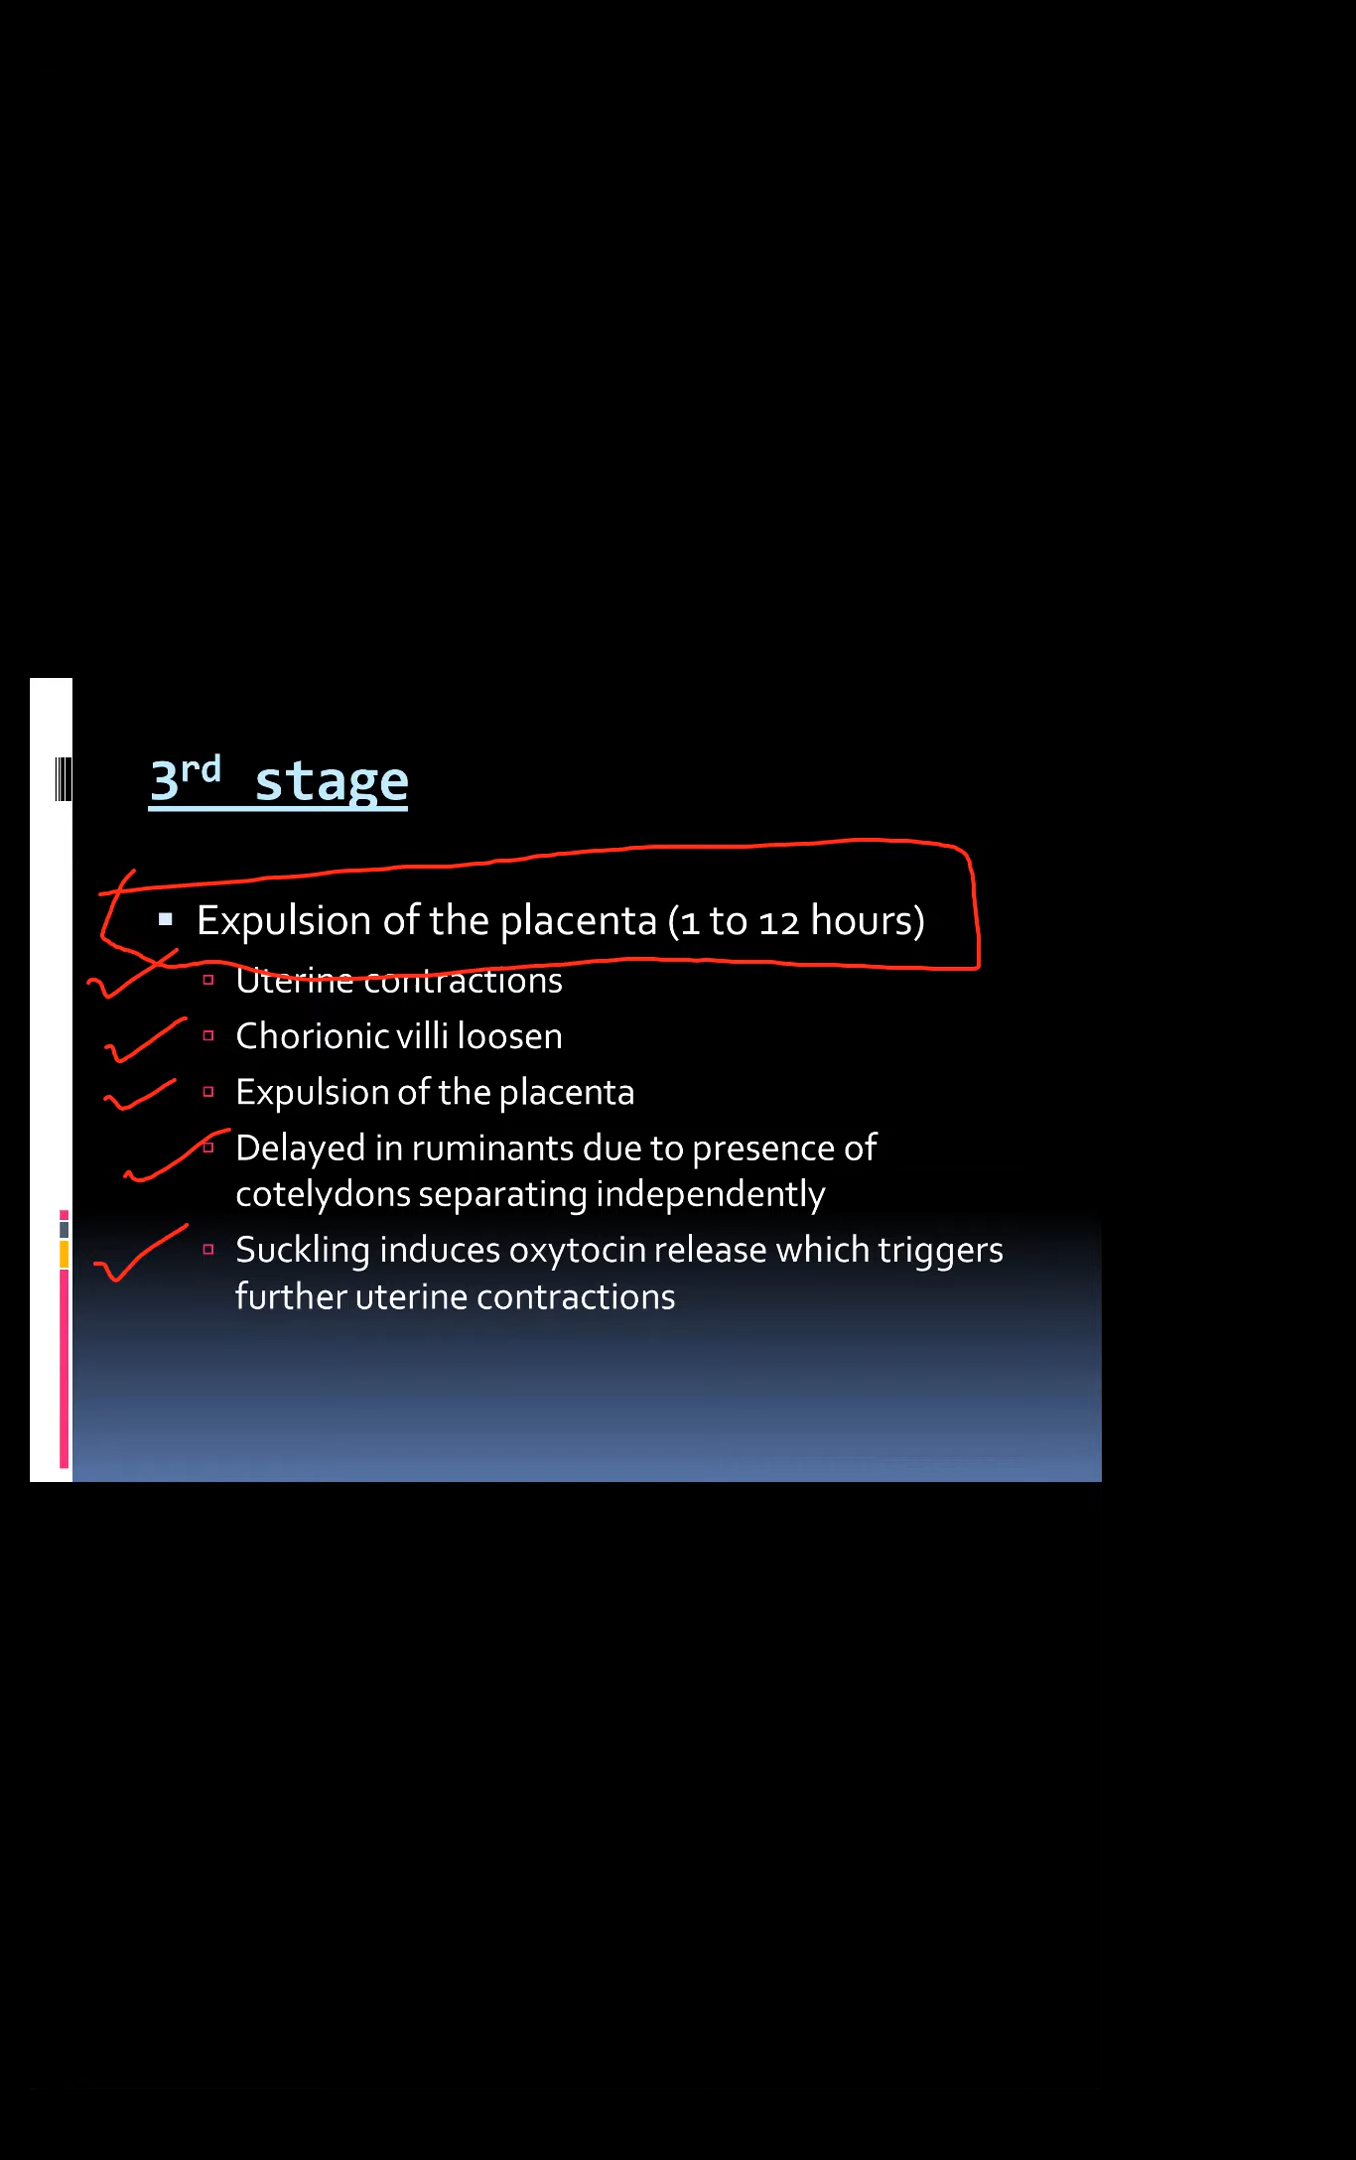 3rd stage
Expulsion of the placenta (1 to 12 hours)
Uterine contractions
Chorionic villi loosen
Expulsion of the placenta
Delayed in ruminants due to presence of
cotelydons separating independently
Suckling induces oxytocin release which triggers
further uterine contractions